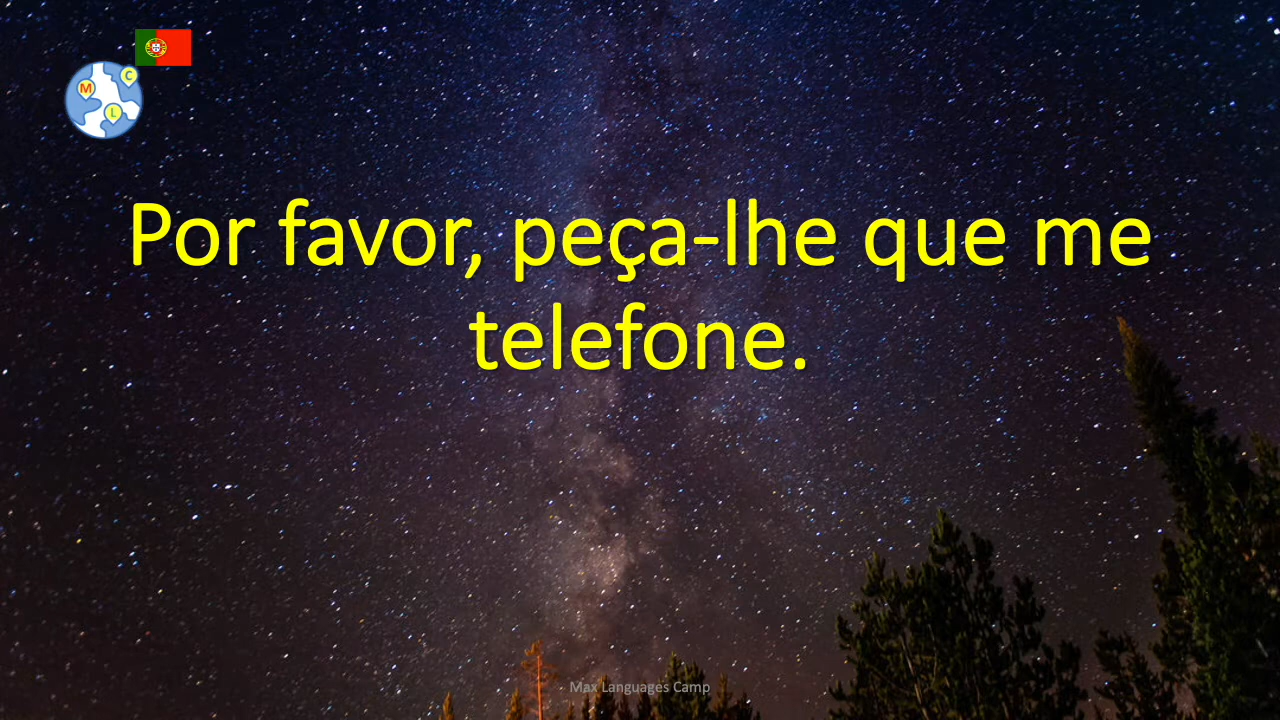 C
M
L
Por favor, peça-lhe que me
telefone.
Max Languages Camp